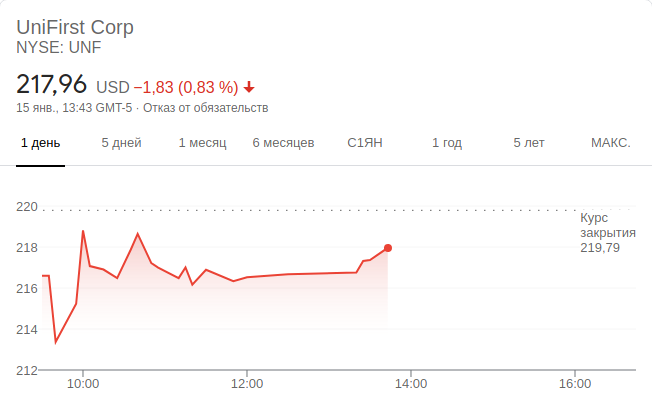 UniFirst Corp
NYSE: UNF
217,96 USD −1,83 (0,83 %)
15 янв., 13:43 GMT-5 · Отказ от обязательств
1 день 5 дней 1 месяц 6 месяцев С1ЯН 1 год 5 лет МАКС.
220
Курс
закрытия
219,79
218
216
214
212
10:00 12:00 14:00 16:00